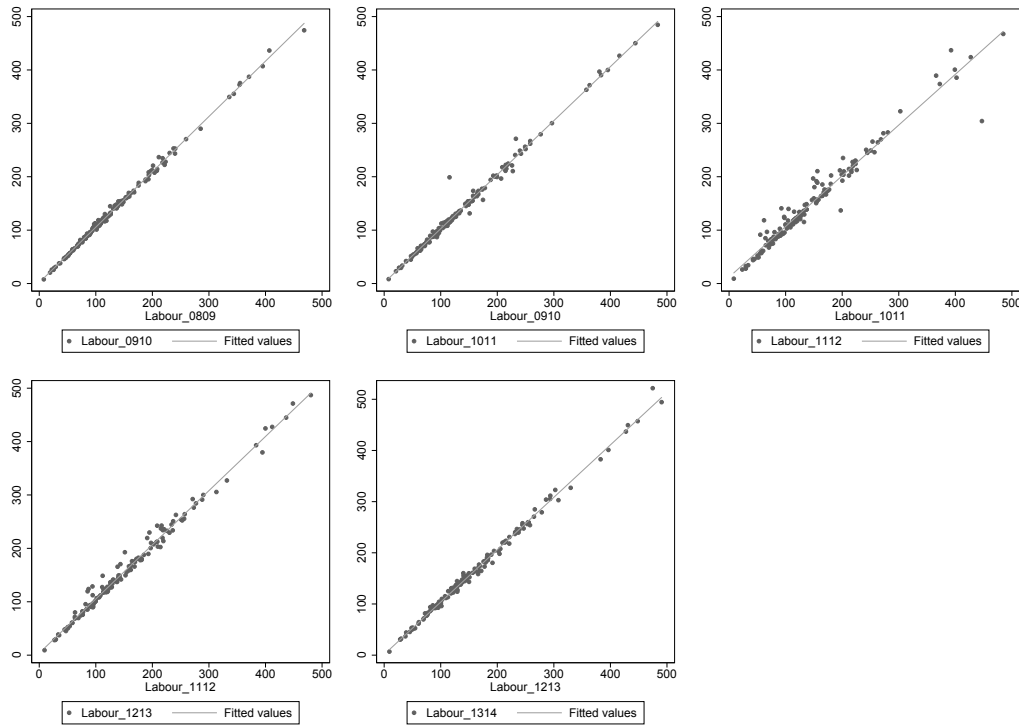 500
400
300
200
100
0
0 100 200 300 400 500
Labour_0809
Labour_0910 Fitted values
500
400
300
200
100
0
0 100 200 300 400 500
Labour_0910
Labour_1011 Fitted values
500
400
300
200
100
0
0 100 200 300 400 500
Labour_1011
Labour_1112 Fitted values
500
400
300
200
100
0
0 100 200 300 400 500
Labour_1112
Labour_1213 Fitted values
500
400
300
200
100
0
0 100 200 300 400 500
Labour_1213
Labour_1314 Fitted values